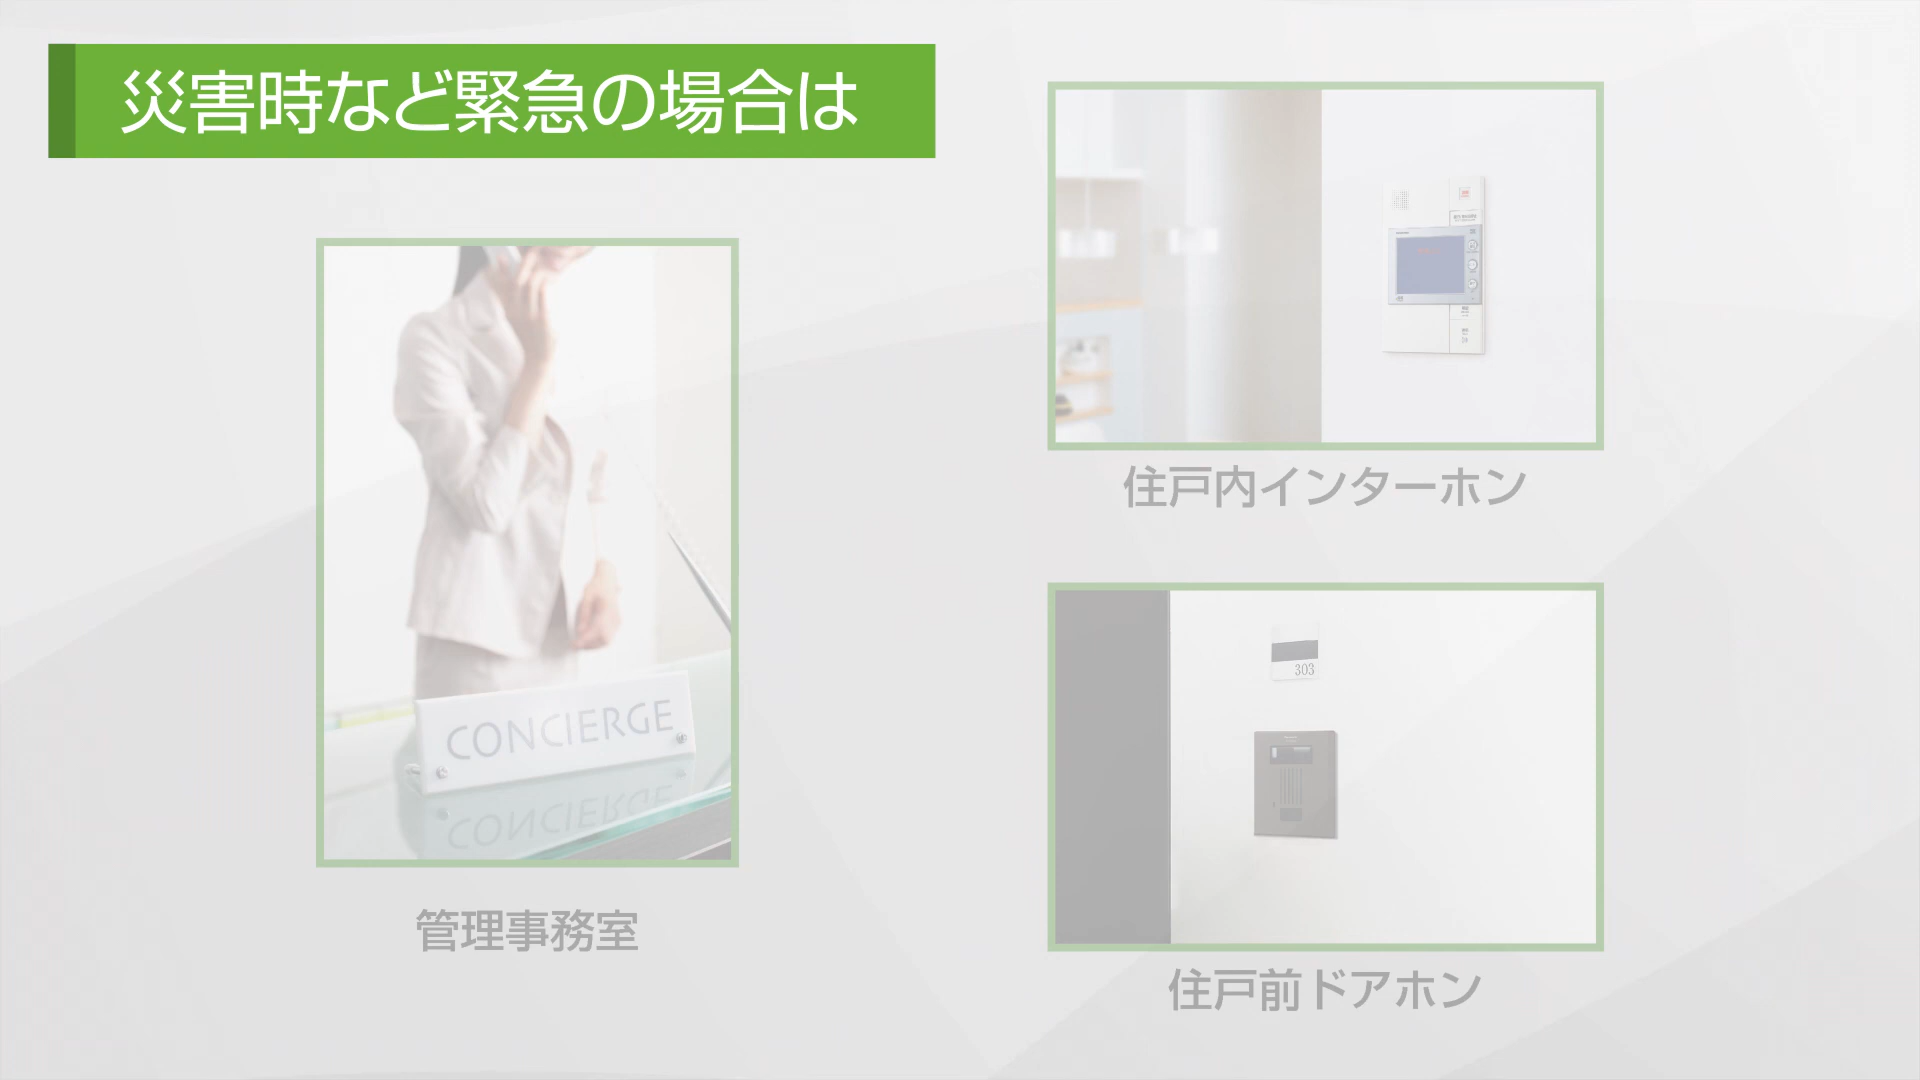 災害時など緊急の場合は
CONCIERGE
管理事務室
住戸内インターホン
303
住戸前ドアホン